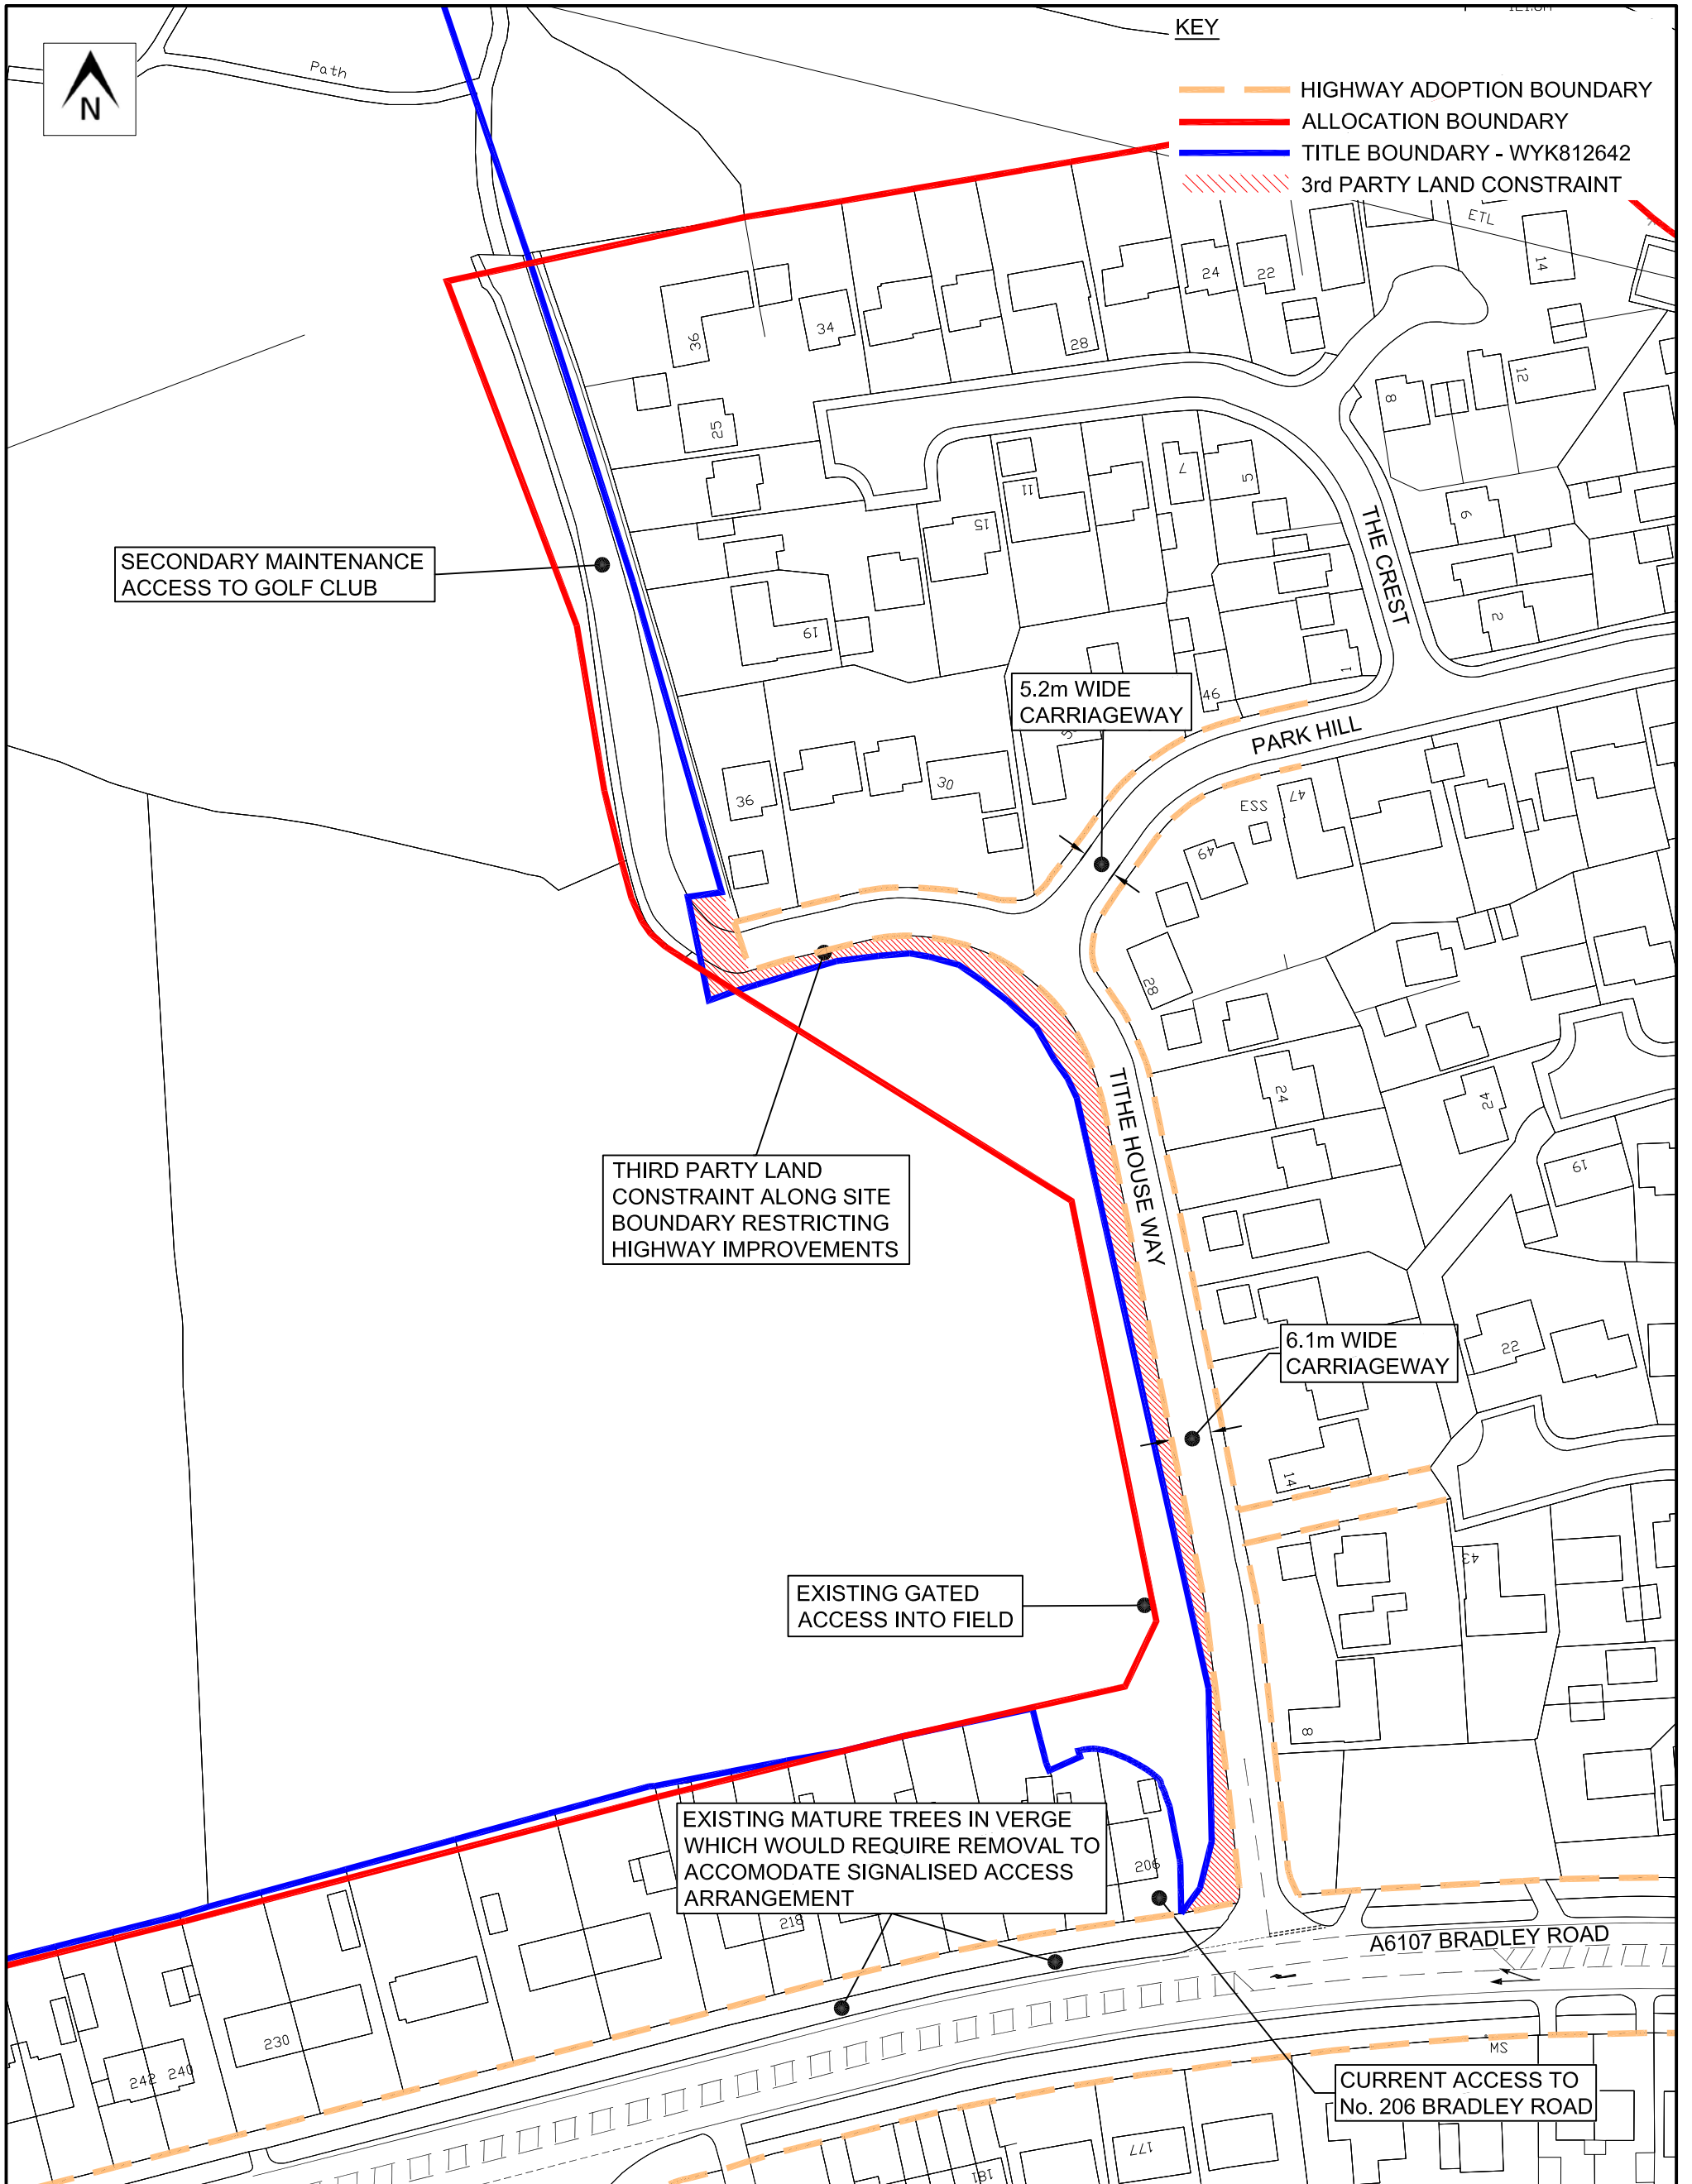 KEY
HIGHWAY ADOPTION BOUNDARY
ALLOCATION BOUNDARY
TITLE BOUNDARY - WYK812642
3rd PARTY LAND CONSTRAINT
N
Path
ETL
14
24
22
36
34
28
12
8
25
7
5
11
15
6
THE CREST
SECONDARY MAINTENANCE
ACCESS TO GOLF CLUB
19
2
1
5.2m WIDE
CARRIAGEWAY
46
PARK HILL
36
30
ESS
47
49
28
24
24
TITHE HOUSE WAY
19
THIRD PARTY LAND
CONSTRAINT ALONG SITE
BOUNDARY RESTRICTING
HIGHWAY IMPROVEMENTS
6.1m WIDE
CARRIAGEWAY
22
14
43
EXISTING GATED
ACCESS INTO FIELD
8
EXISTING MATURE TREES IN VERGE
WHICH WOULD REQUIRE REMOVAL TO
ACCOMODATE SIGNALISED ACCESS
ARRANGEMENT
206
218
A6107 BRADLEY ROAD
230
242
240
MS
CURRENT ACCESS TO
No. 206 BRADLEY ROAD
177
181